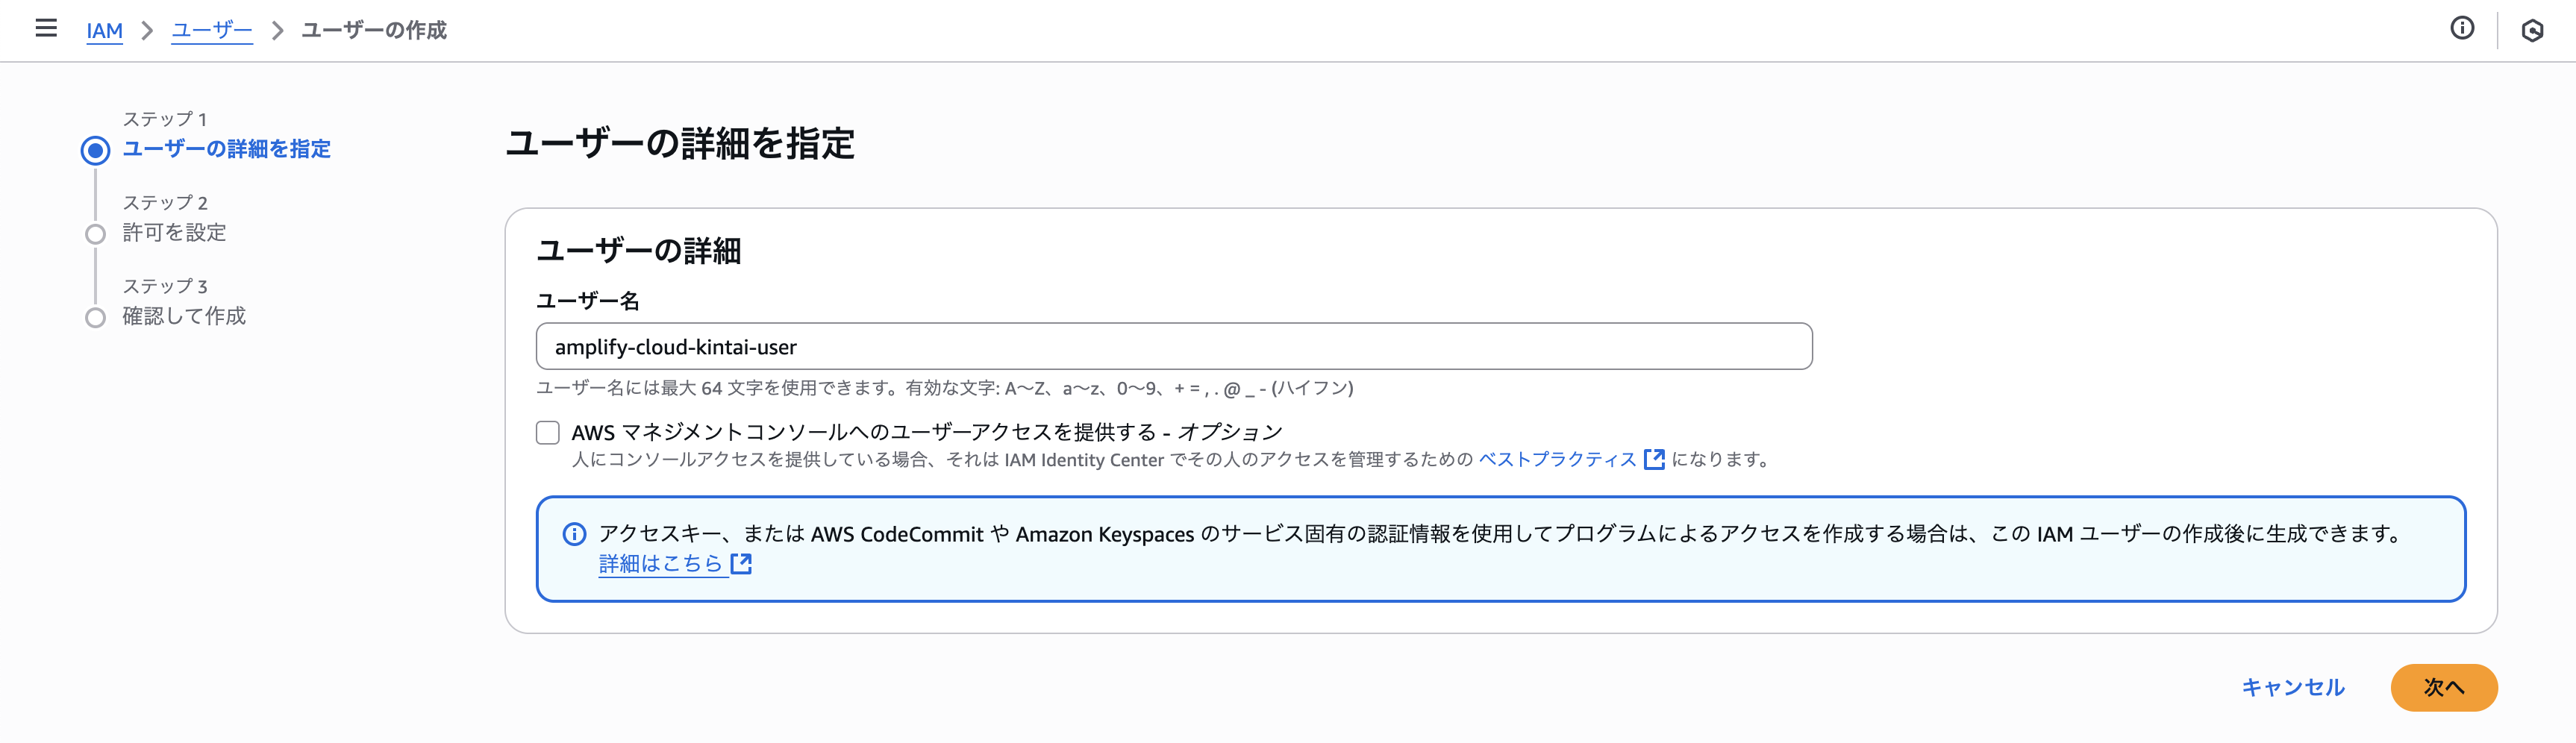 IAM > ユーザー > ユーザーの作成
ステップ 1
ユーザーの詳細を指定
ステップ 2
許可を設定
ステップ 3
確認して作成
ユーザーの詳細を指定
ユーザーの詳細
ユーザー名
amplify-cloud-kintai-user
ユーザー名には最大 64 文字を使用できます。有効な文字: A～Z、a～z、0～9、+ = , . @ _ - (ハイフン)
AWS マネジメントコンソールへのユーザーアクセスを提供する - オプション
人にコンソールアクセスを提供している場合、それは IAM Identity Center でその人のアクセスを管理するための ベストプラクティス になります。
アクセスキー、または AWS CodeCommit や Amazon Keyspaces のサービス固有の認証情報を使用してプログラムによるアクセスを作成する場合は、この IAM ユーザーの作成後に生成できます。
詳細はこちら
キャンセル
次へ